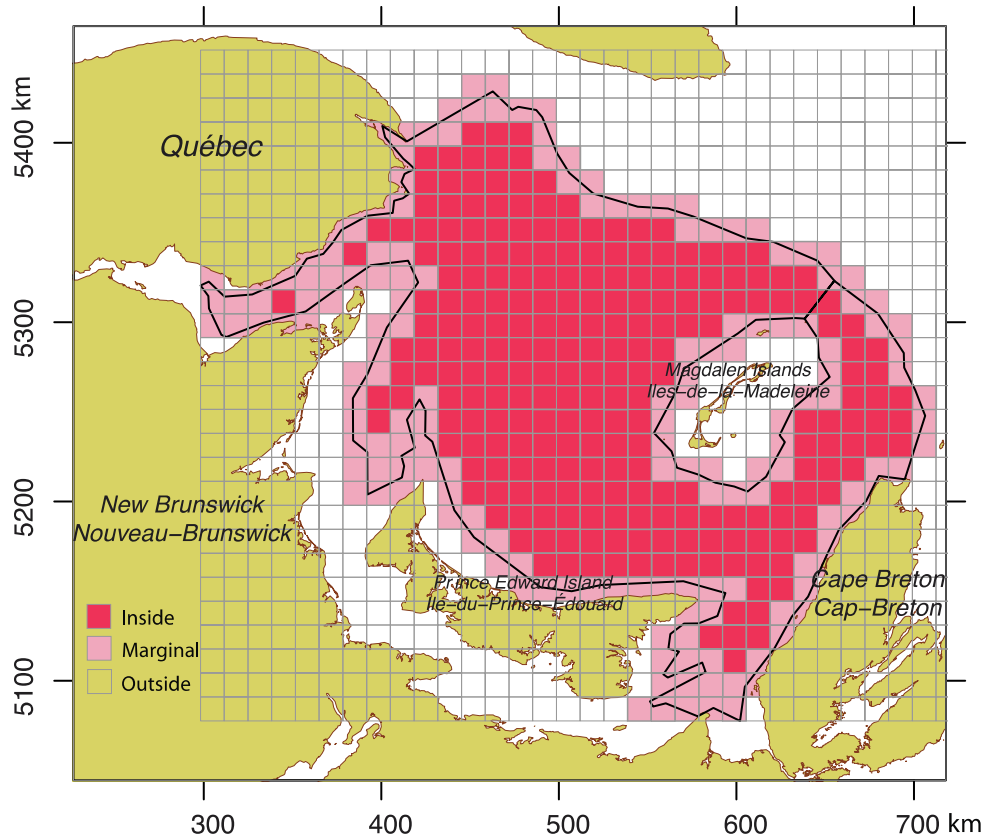 5400 km
5300
5200
5100
Québec
Magdalen Islands
Iles-de-la-Madeleine
New Brunswick
Nouveau-Brunswick
Prince Edward Island
Ile-du-Prince-Édouard
Cape Breton
Cap-Breton
Inside
Marginal
Outside
300 400 500 600 700 km